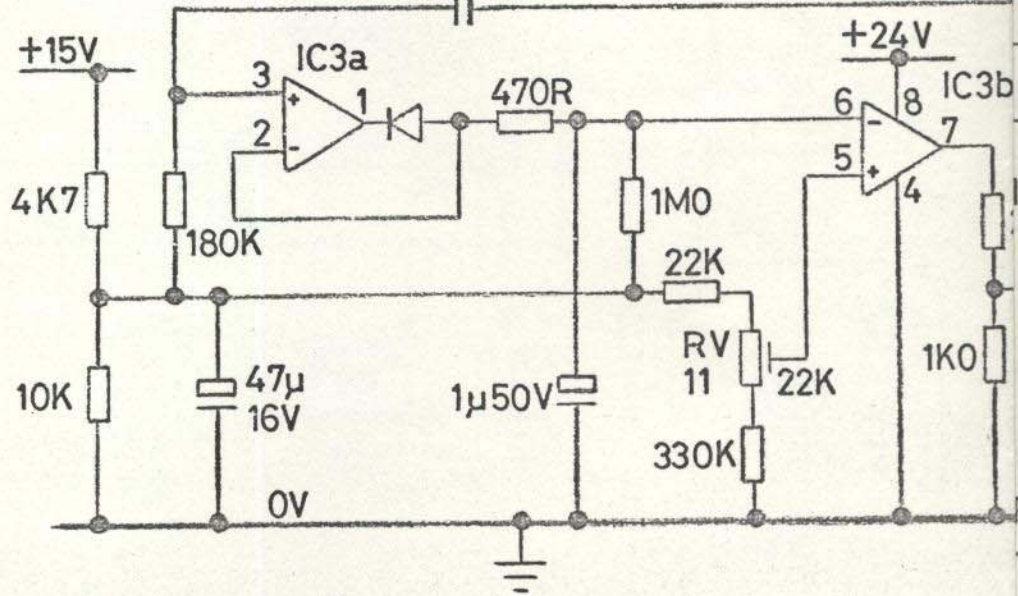 +15V
IC3a
+24V
IC3b
3
+
1
2
-
470R
6
-
8
7
5
+
4
4K7
180K
1M0
22K
RV
11
22K
10K
47µ
16V
1µ50V
330K
1K0
0V